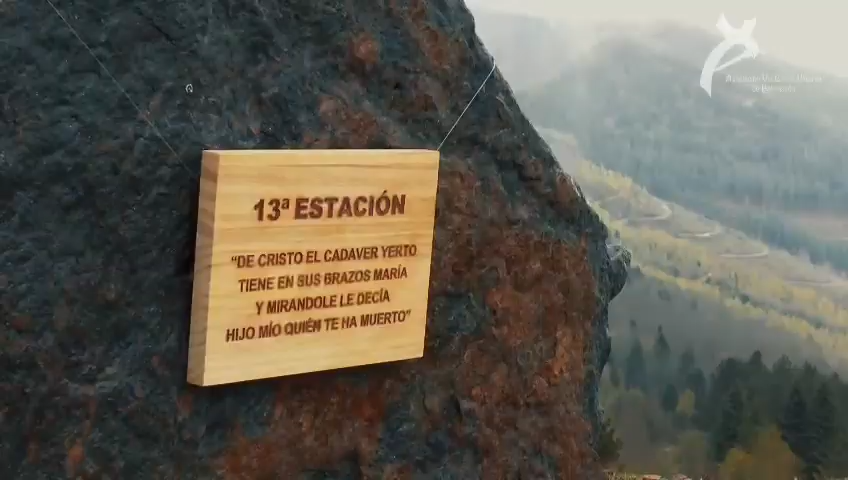 13ª ESTACIÓN
"DE CRISTO EL CADAVER YERTO
TIENE EN SUS BRAZOS MARÍA
Y MIRANDOLE LE DECÍA
HIJO MÍO QUIÉN TE HA MUERTO"